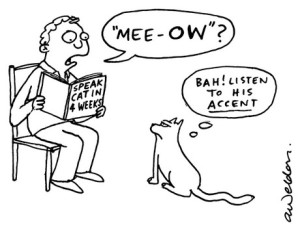 "MEE-OW"?
SPEAK
CAT IN
4 WEEKS!
BAH! LISTEN
TO HIS
ACCENT
aWeldon.